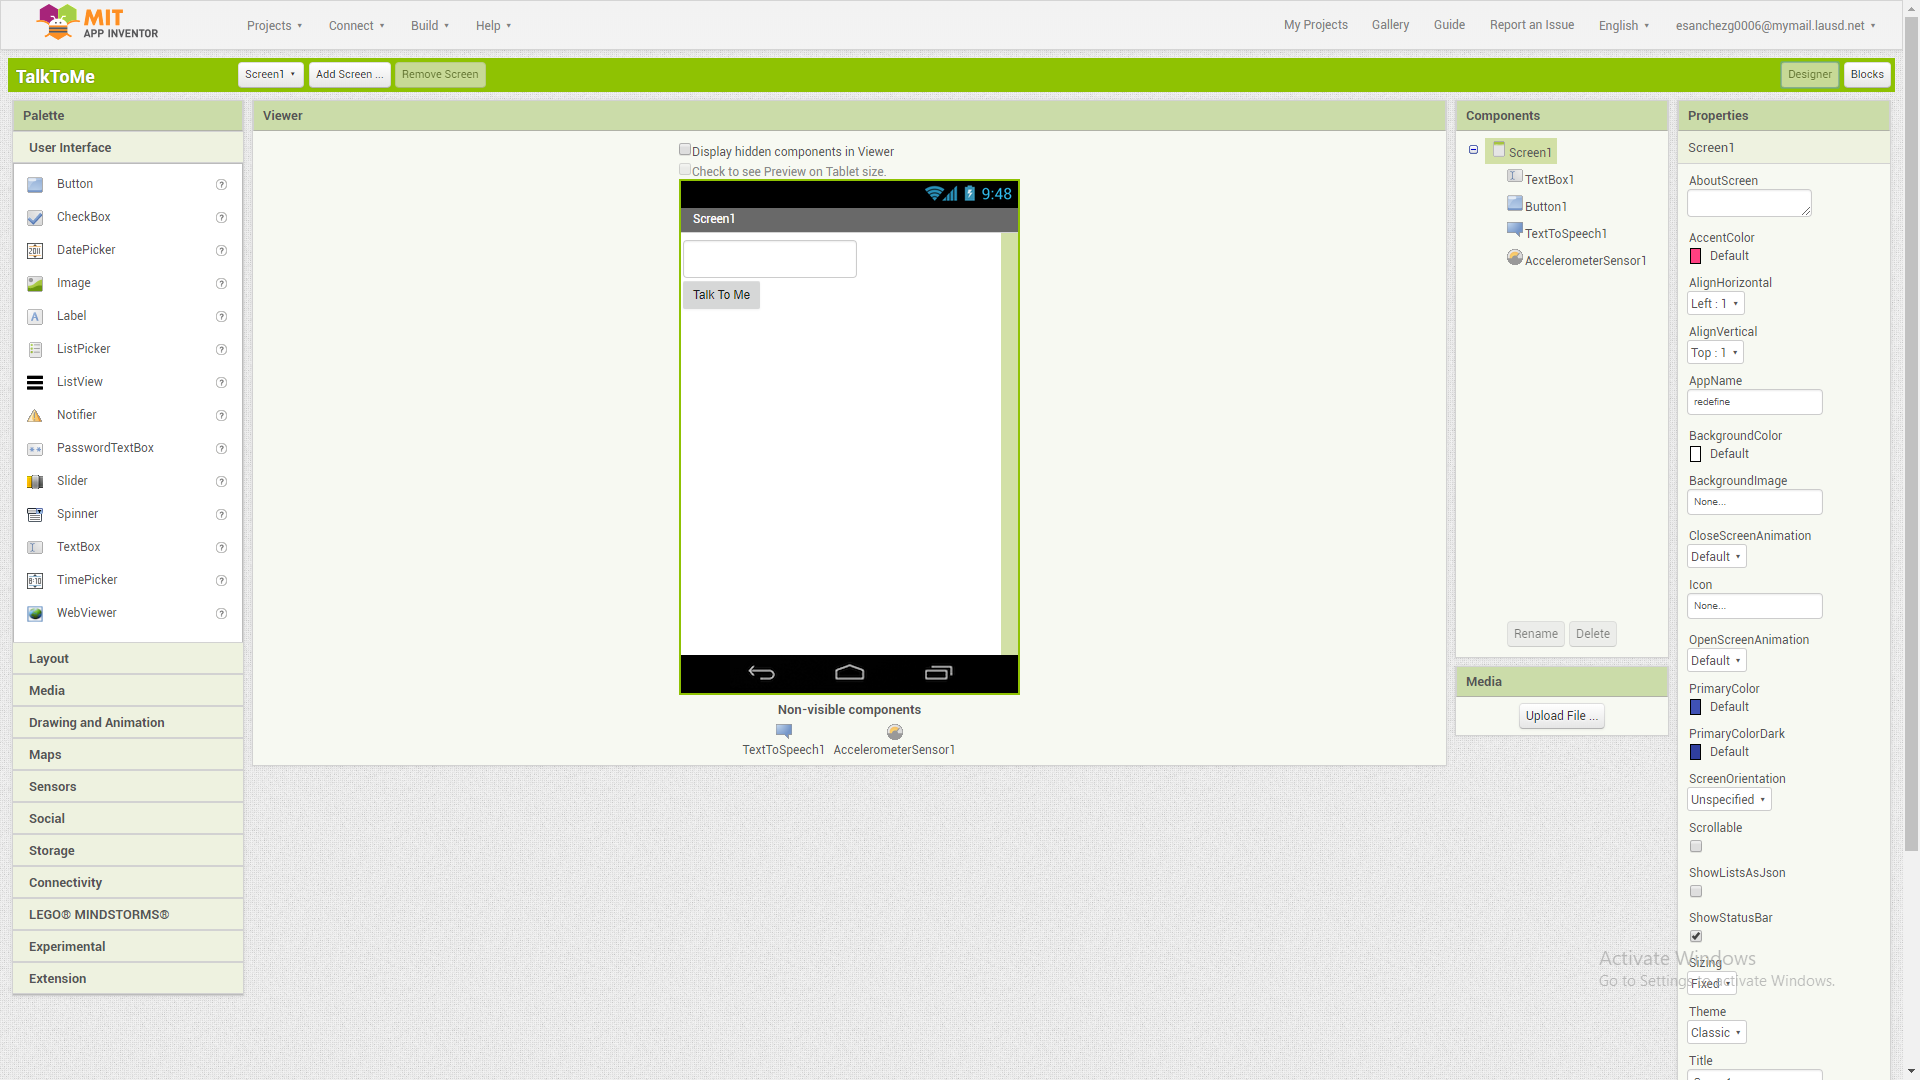 MIT
APP INVENTOR
Projects
Connect
Build
Help
My Projects
Gallery
Guide
Report an Issue
English
esanchezg0006@mymail.lausd.net
TalkToMe
Screen1
Add Screen ...
Remove Screen
Designer
Blocks
Palette
User Interface
Button
CheckBox
DatePicker
Image
Label
ListPicker
ListView
Notifier
PasswordTextBox
Slider
Spinner
TextBox
TimePicker
WebViewer
Layout
Media
Drawing and Animation
Maps
Sensors
Social
Storage
Connectivity
LEGO® MINDSTORMS®
Experimental
Extension
Viewer
Display hidden components in Viewer
Check to see Preview on Tablet size.
9:48
Screen1
Talk To Me
Non-visible components
TextToSpeech1
AccelerometerSensor1
Components
Screen1
TextBox1
Button1
TextToSpeech1
AccelerometerSensor1
Rename
Delete
Media
Upload File ...
Properties
Screen1
AboutScreen
AccentColor
Default
AlignHorizontal
Left : 1
AlignVertical
Top : 1
AppName
redefine
BackgroundColor
Default
BackgroundImage
None...
CloseScreenAnimation
Default
Icon
None...
OpenScreenAnimation
Default
PrimaryColor
Default
PrimaryColorDark
Default
ScreenOrientation
Unspecified
Scrollable
ShowListsAsJson
ShowStatusBar
Sizing
Fixed
Theme
Classic
Title
Activate Windows
Go to Settings to activate Windows.